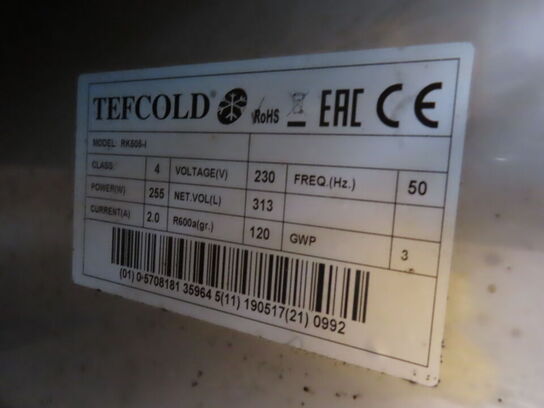 TEFCOLD® RoHS EAC CE
MODEL: RK505-I
CLASS: 4 VOLTAGE(V) 230 FREQ.(Hz.) 50
POWER(W) 255 NET.VOL(L) 313
CURRENT(A) 2.0 R600a(gr.) 120 GWP 3
(01) 0 5708181 35964 5(11) 190517(21) 0992